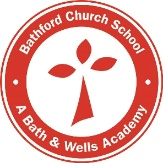 Bathford Church School
A Bath & Wells Academy